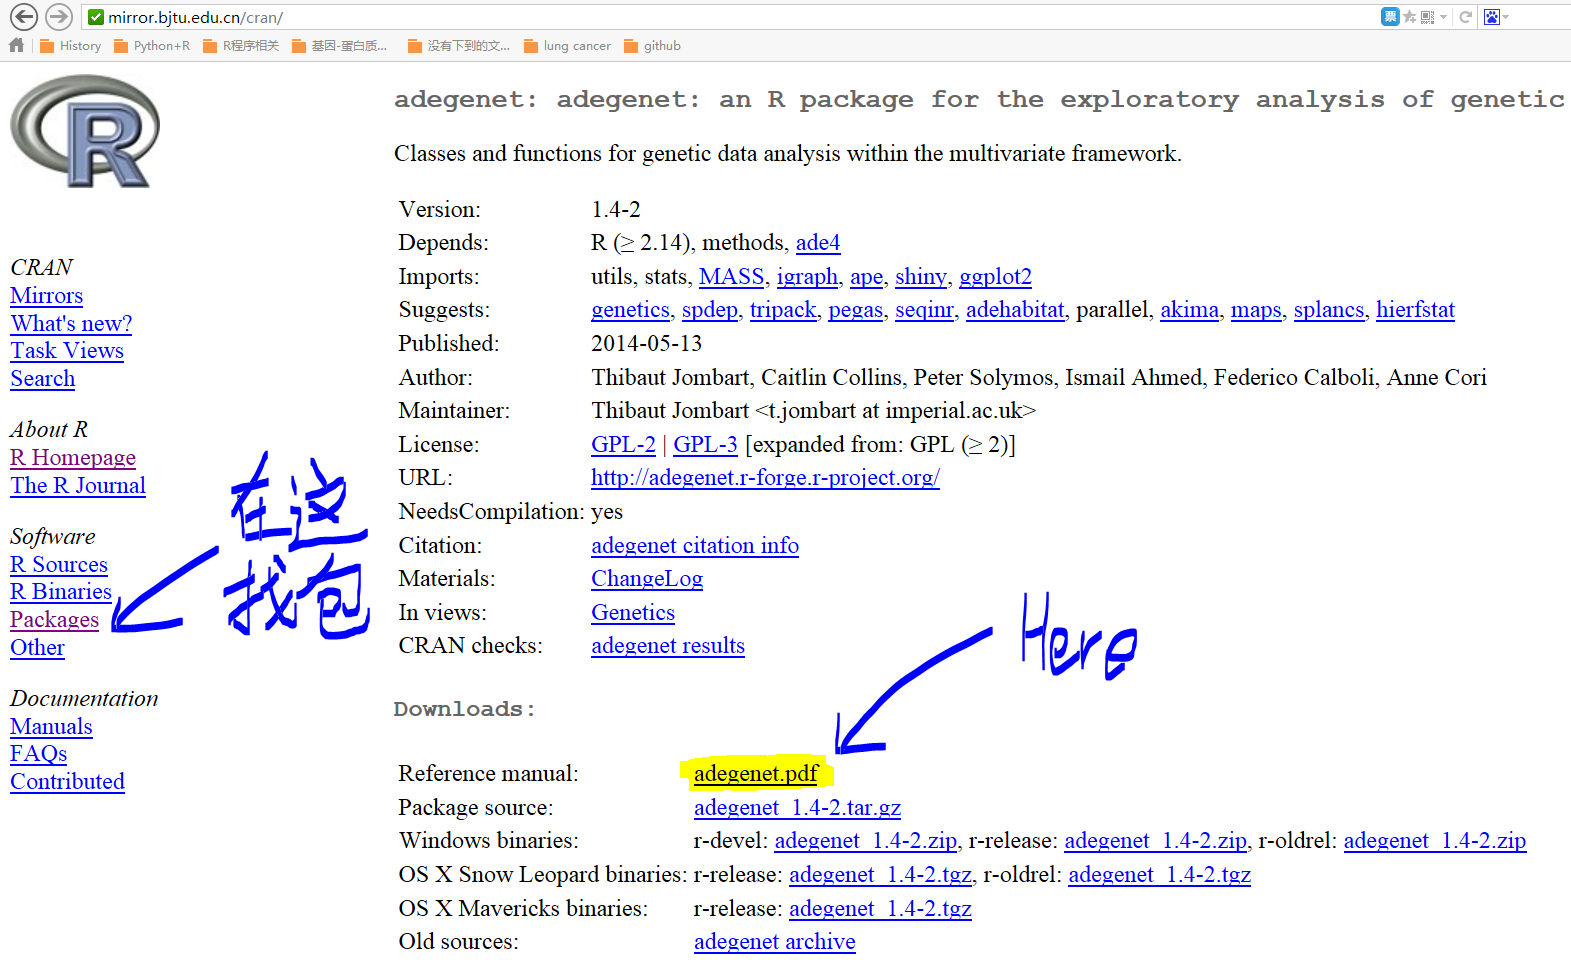 mirror.bjtu.edu.cn/cran/
票
History Python+R R程序相关 基因-蛋白质... 没有下到的文... lung cancer github
R
adegenet: adegenet: an R package for the exploratory analysis of genetic
Classes and functions for genetic data analysis within the multivariate framework.
Version: 1.4-2
Depends: R (≥ 2.14), methods, ade4
Imports: utils, stats, MASS, igraph, ape, shiny, ggplot2
Suggests: genetics, spdep, tripack, pegas, seqinr, adehabitat, parallel, akima, maps, splancs, hierfstat
Published: 2014-05-13
Author: Thibaut Jombart, Caitlin Collins, Peter Solymos, Ismail Ahmed, Federico Calboli, Anne Cori
Maintainer: Thibaut Jombart <t.jombart at imperial.ac.uk>
License: GPL-2 | GPL-3 [expanded from: GPL (≥ 2)]
URL: http://adegenet.r-forge.r-project.org/
NeedsCompilation: yes
Citation: adegenet citation info
Materials: ChangeLog
In views: Genetics
CRAN checks: adegenet results
Downloads:
Reference manual: adegenet.pdf
Package source: adegenet_1.4-2.tar.gz
Windows binaries: r-devel: adegenet_1.4-2.zip, r-release: adegenet_1.4-2.zip, r-oldrel: adegenet_1.4-2.zip
OS X Snow Leopard binaries: r-release: adegenet_1.4-2.tgz, r-oldrel: adegenet_1.4-2.tgz
OS X Mavericks binaries: r-release: adegenet_1.4-2.tgz
Old sources: adegenet archive
CRAN
Mirrors
What's new?
Task Views
Search
About R
R Homepage
The R Journal
Software
R Sources
R Binaries
Packages
Other
Documentation
Manuals
FAQs
Contributed
在这
找包
Here